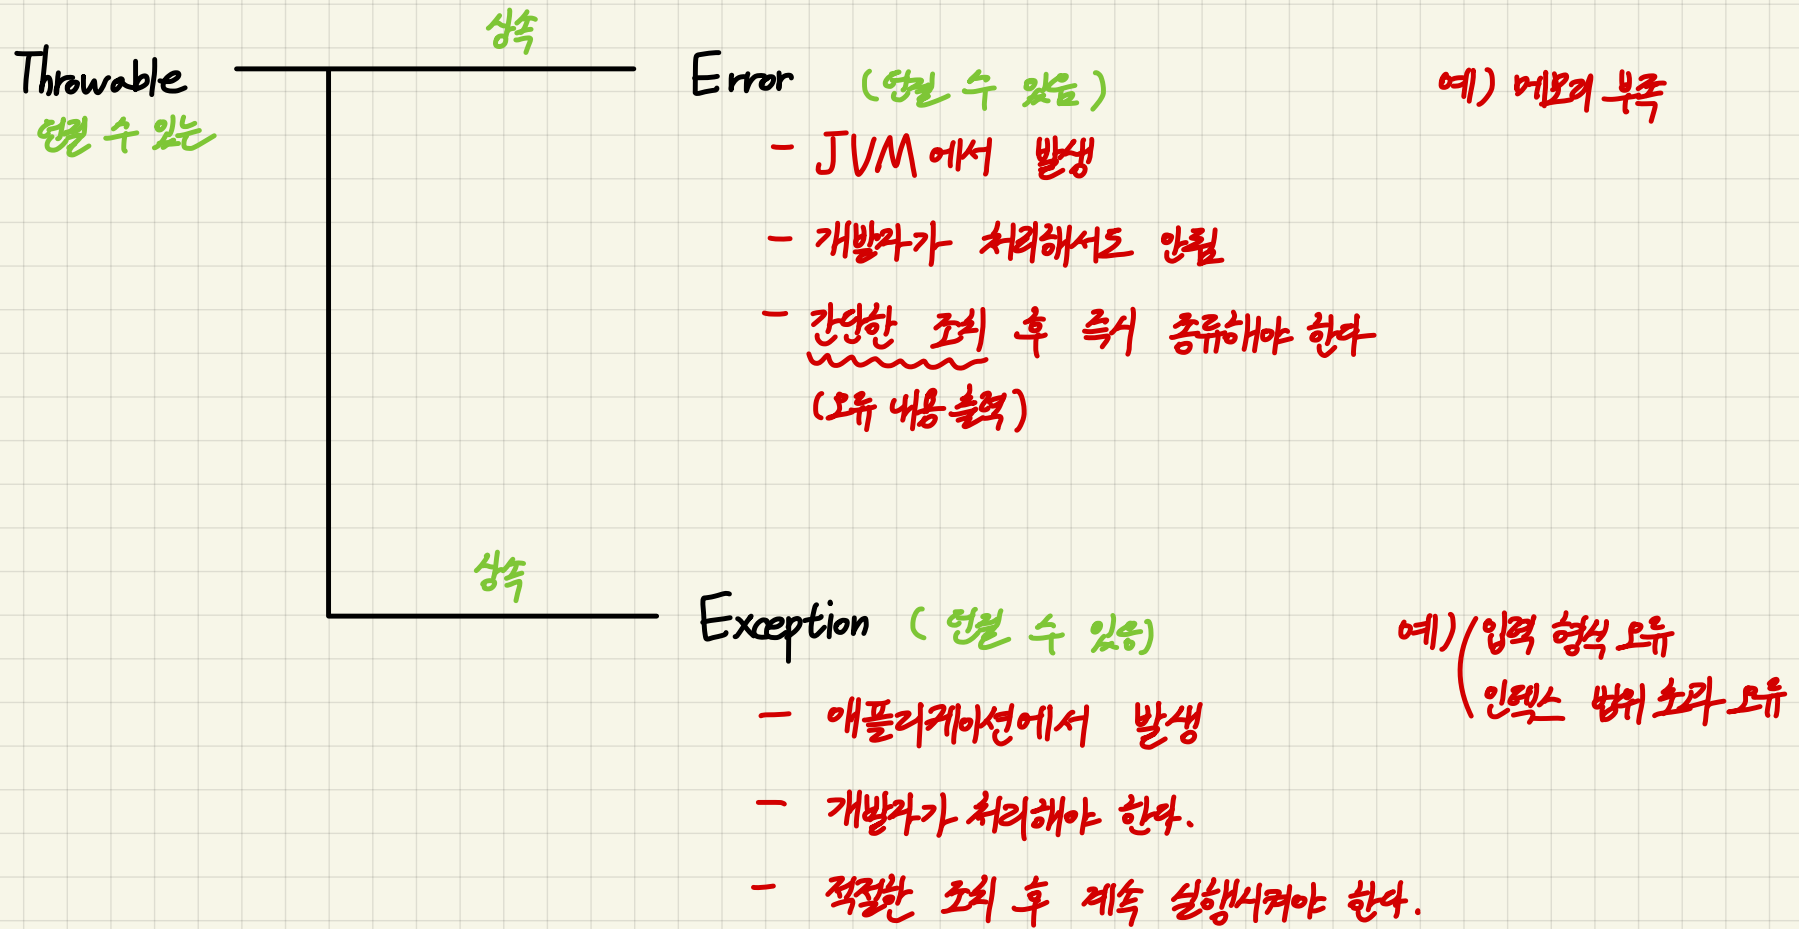 상속
Throwable
던질 수 있는
Error (던질 수 있음) 예) 메모리 부족
- JVM에서 발생
- 개발자가 처리해서도 안됨
- 간단한 조치 후 즉시 종류해야 한다
(오류 내용 출력)
상속
Exception (던질 수 있음) 예) 입력 형식 오류
인덱스 범위 초과 오류
- 애플리케이션에서 발생
- 개발자가 처리해야 한다.
- 적절한 조치 후 계속 실행시켜야 한다.